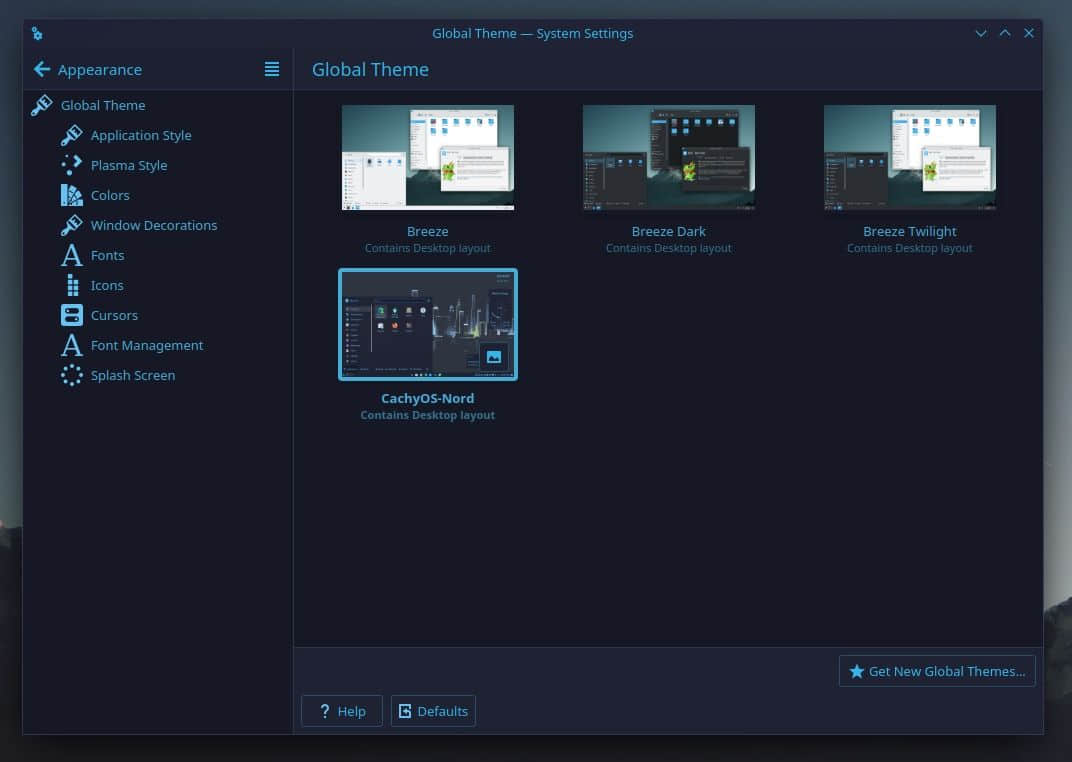 Global Theme — System Settings
Appearance
Global Theme
Global Theme
Application Style
Plasma Style
Colors
Window Decorations
Fonts
Icons
Cursors
Font Management
Splash Screen
Breeze
Contains Desktop layout
Breeze Dark
Contains Desktop layout
Breeze Twilight
Contains Desktop layout
CachyOS-Nord
Contains Desktop layout
Get New Global Themes...
? Help
Defaults